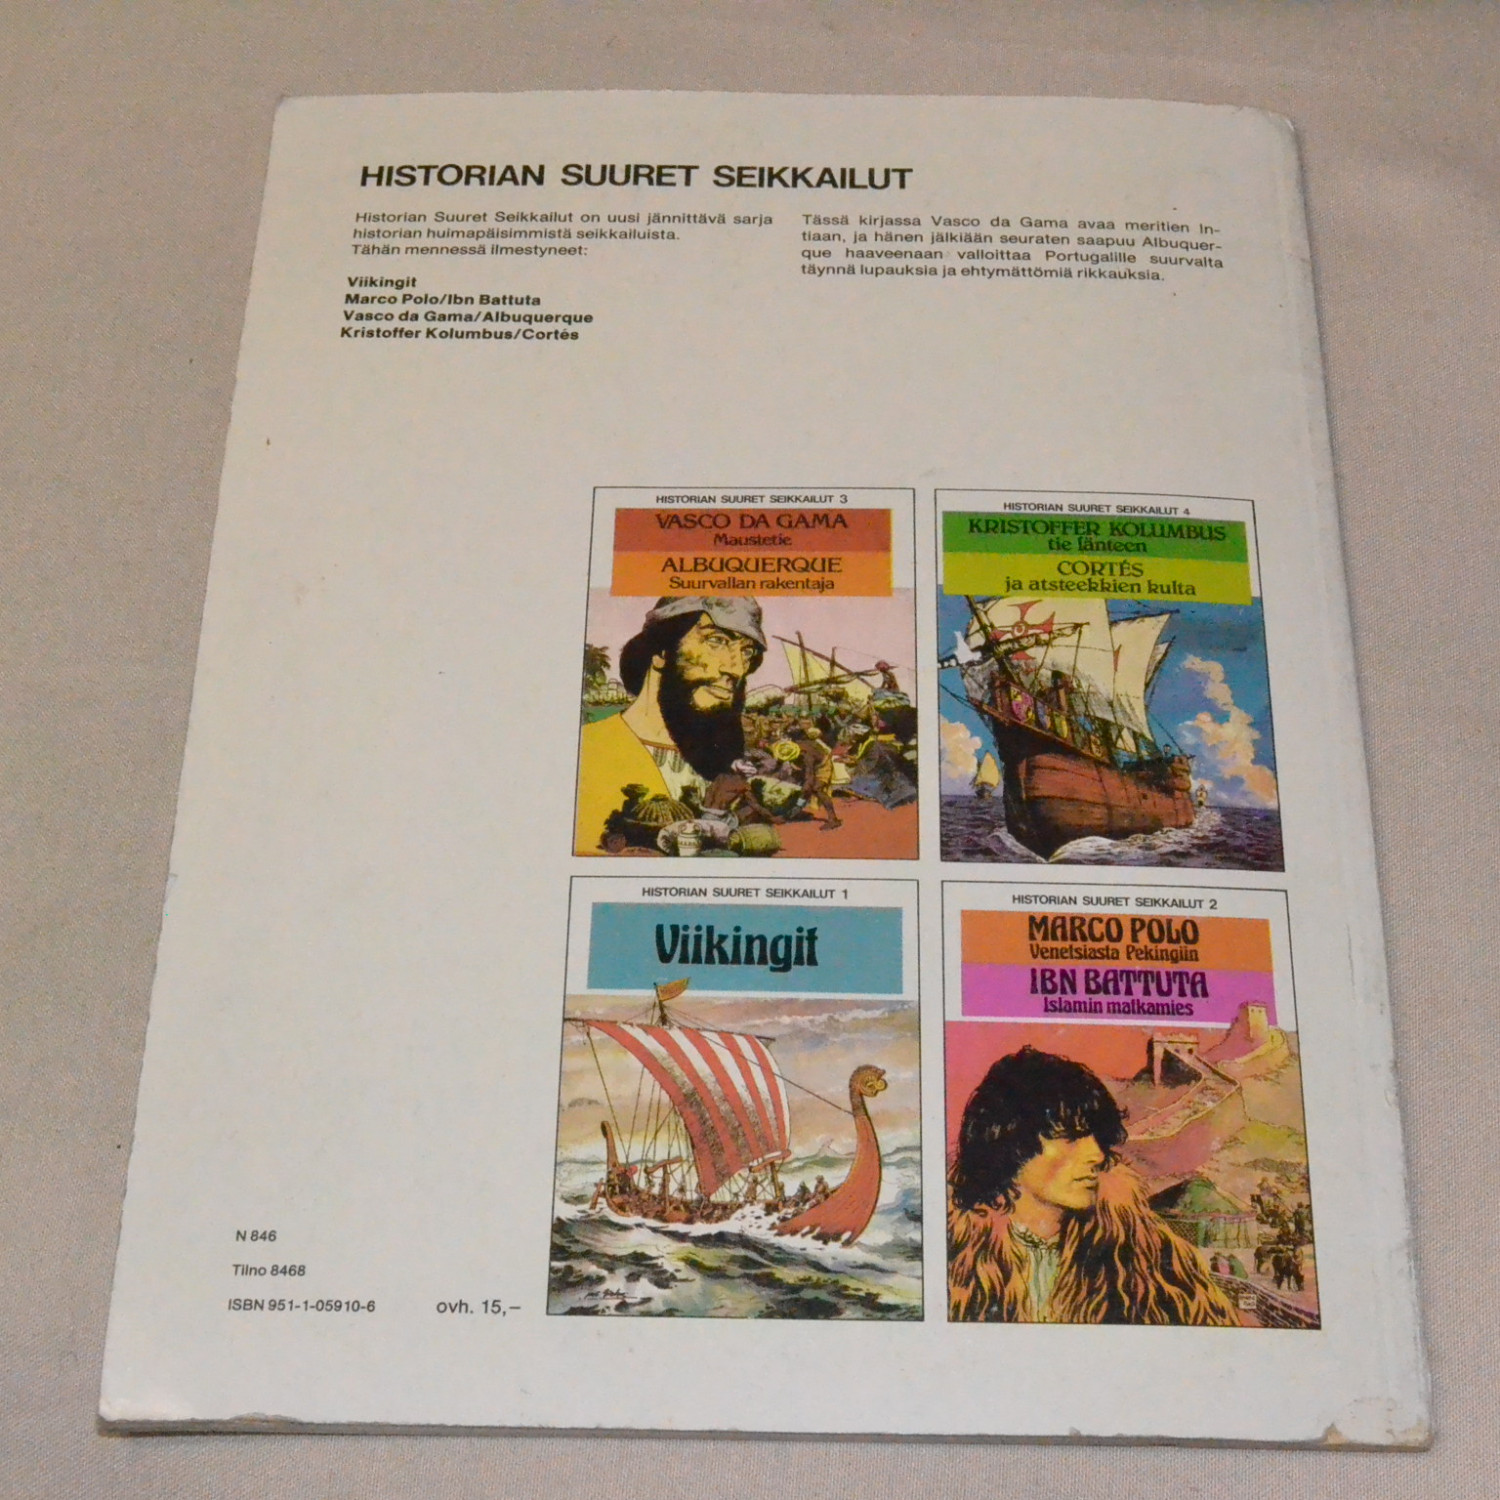 HISTORIAN SUURET SEIKKAILUT
Historian Suuret Seikkailut on uusi jännittävä sarja
historian huimapäisimmistä seikkailuista.
Tähän mennessä ilmestyneet:
Viikingit
Marco Polo/Ibn Battuta
Vasco da Gama/Albuquerque
Kristoffer Kolumbus/Cortés
Tässä kirjassa Vasco da Gama avaa meritien In-
tiaan, ja hänen jälkiään seuraten saapuu Albuquer-
que haaveenaan valloittaa Portugalille suurvalta
täynnä lupauksia ja ehtymättömiä rikkauksia.
HISTORIAN SUURET SEIKKAILUT 3
VASCO DA GAMA
Maustetie
ALBUQUERQUE
Suurvallan rakentaja
HISTORIAN SUURET SEIKKAILUT 4
KRISTOFFER KOLUMBUS
tie länteen
CORTÉS
ja atsteekkien kulta
HISTORIAN SUURET SEIKKAILUT 1
Viikingit
HISTORIAN SUURET SEIKKAILUT 2
MARCO POLO
Venetsiasta Pekingiin
IBN BATTUTA
Islamin matkamies
N 846
Tilno 8468
ISBN 951-1-05910-6
ovh. 15,–